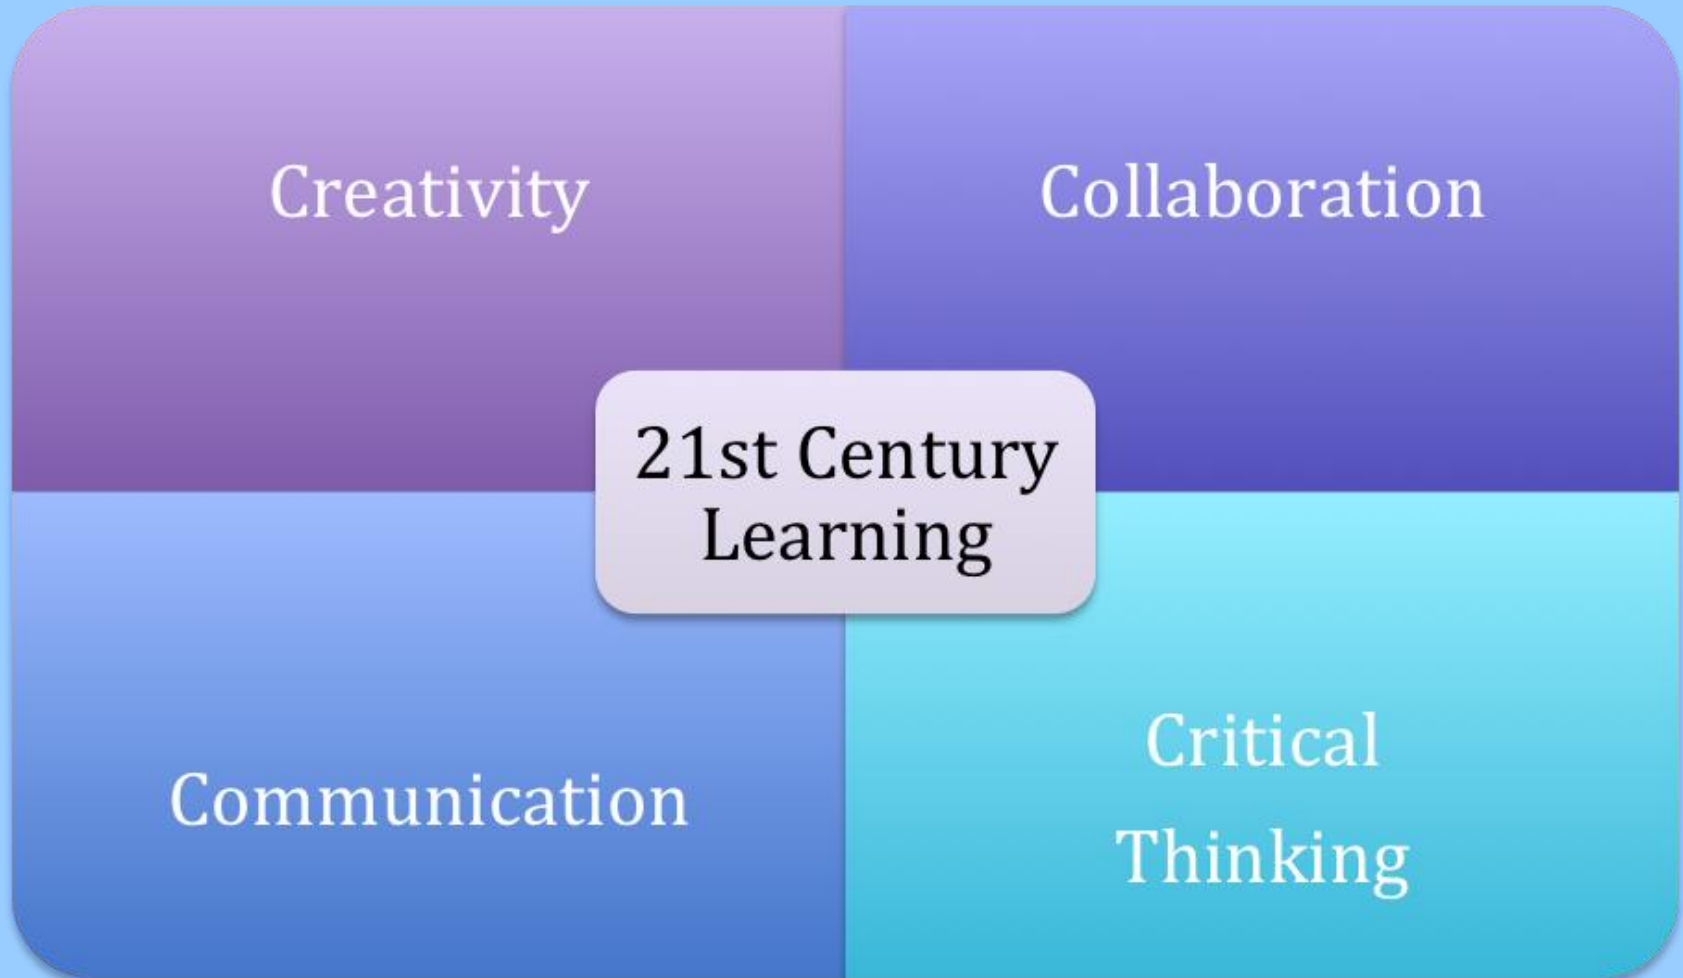 Creativity
Collaboration
21st Century
Learning
Communication
Critical
Thinking